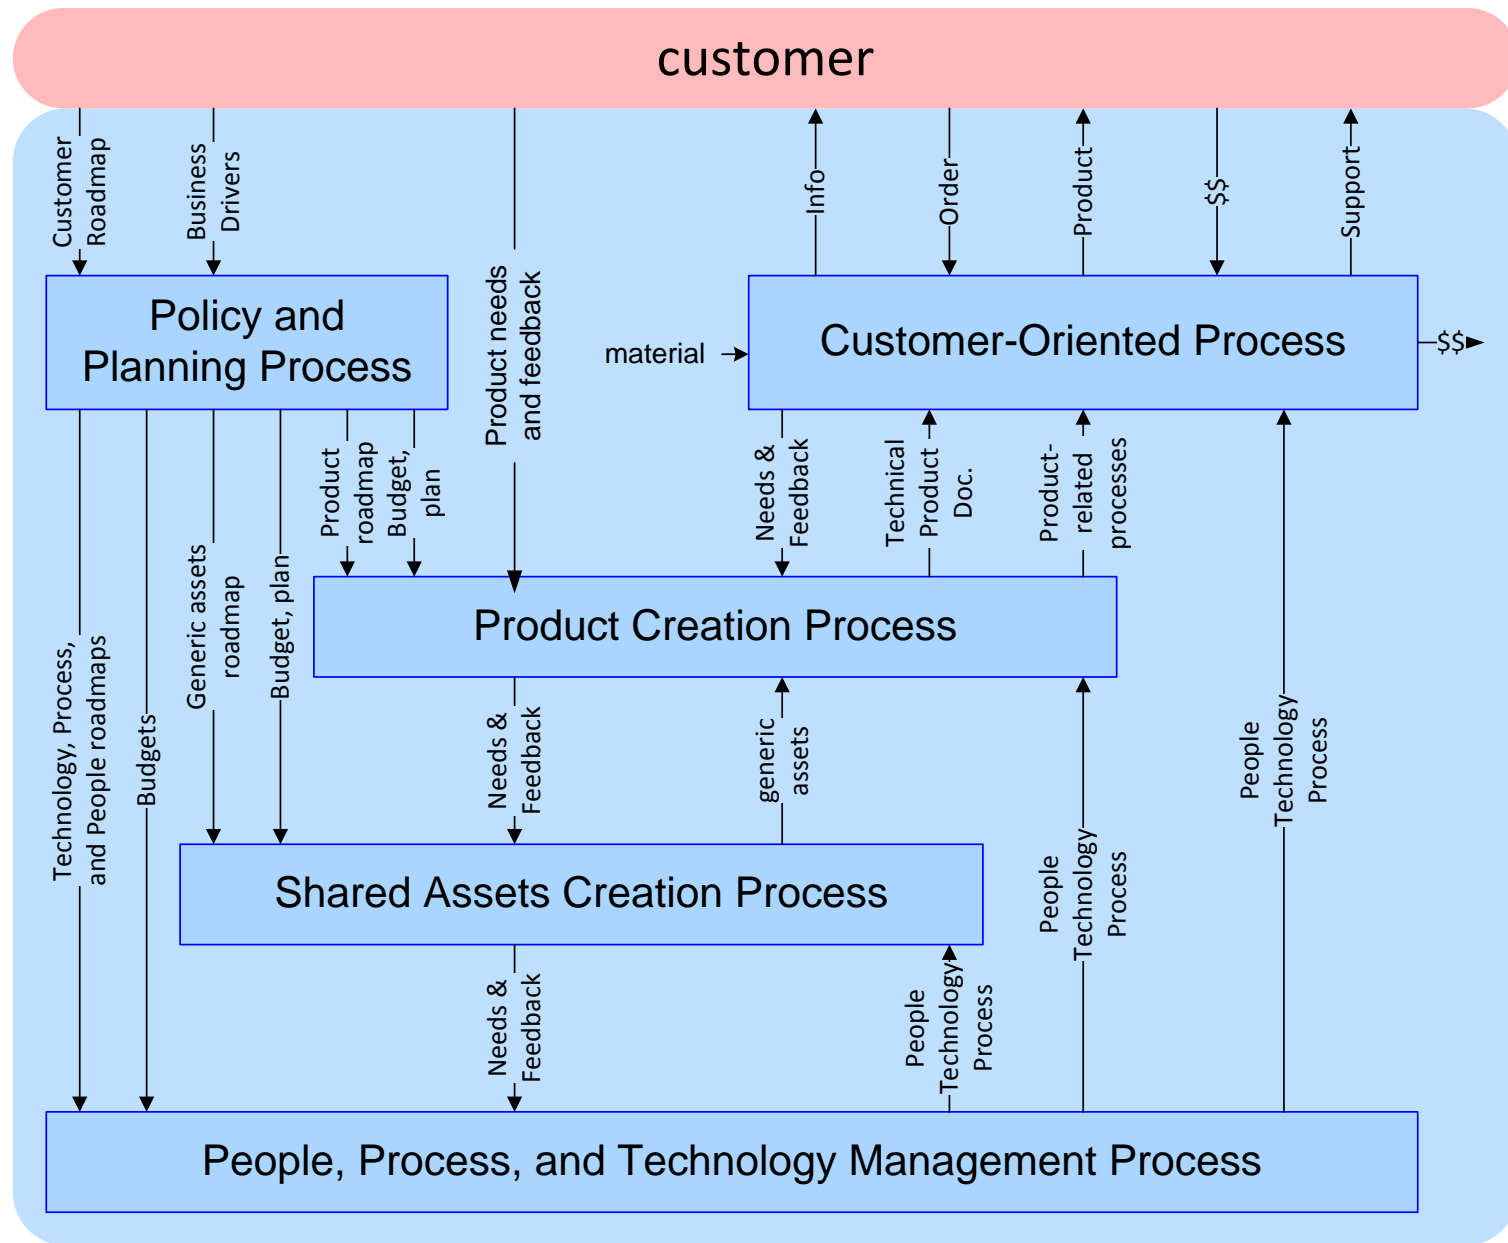 customer
Customer
Roadmap
Business
Drivers
Product needs
and feedback
Info
Order
Product
$$
Support
Policy and
Planning Process
material
Customer-Oriented Process
$$
Technology, Process,
and People roadmaps
Budgets
Generic assets
roadmap
Budget, plan
Product
roadmap
Budget,
plan
Needs &
Feedback
Technical
Product
Doc.
Product-
related
processes
Product Creation Process
Needs &
Feedback
generic
assets
People
Technology
Process
People
Technology
Process
Shared Assets Creation Process
Needs &
Feedback
People
Technology
Process
People, Process, and Technology Management Process